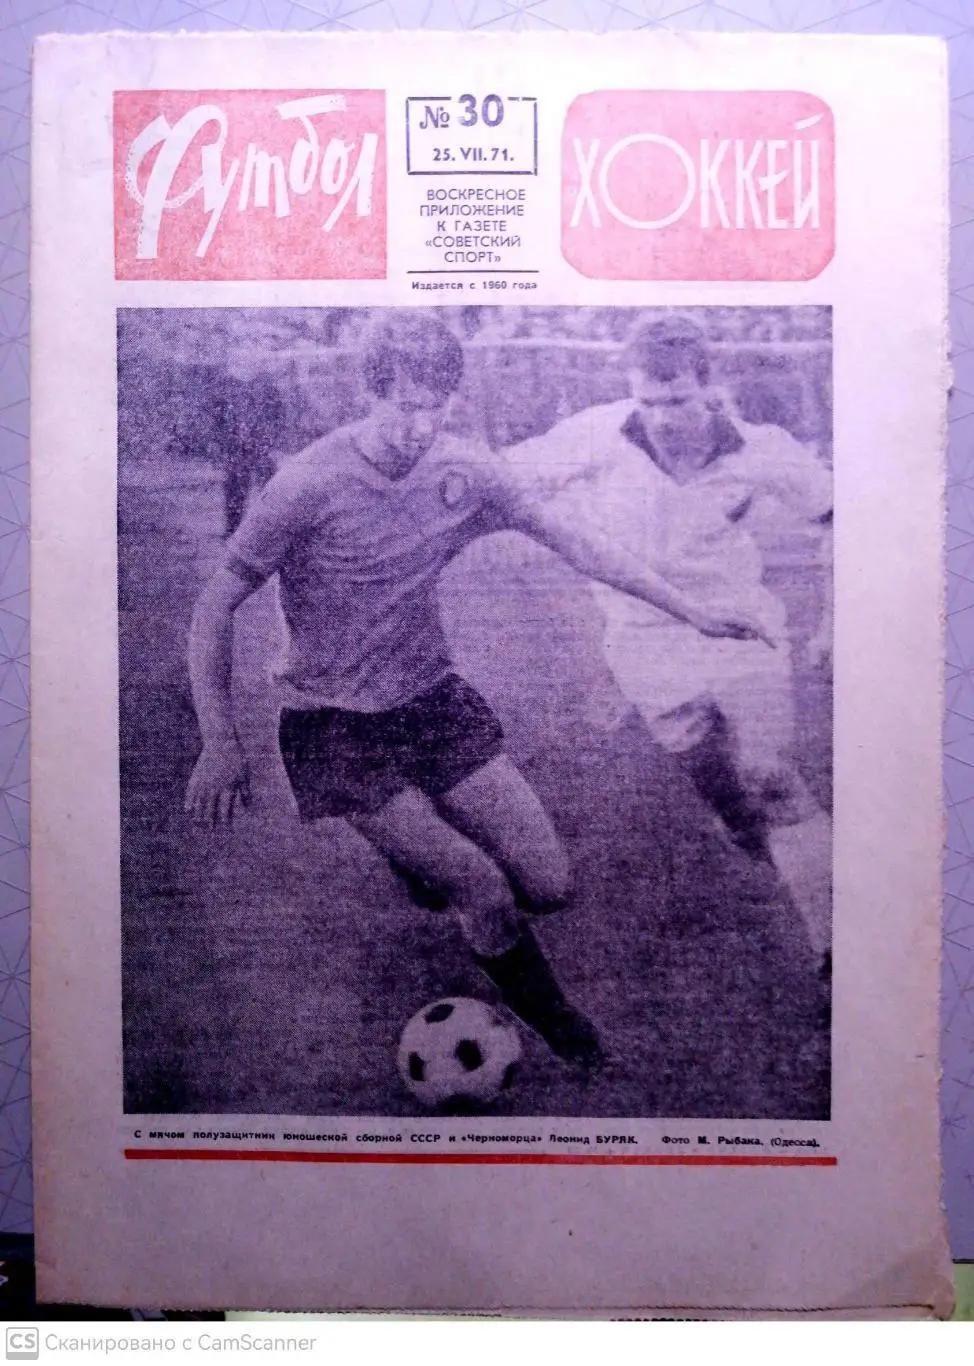 Футбол
№ 30
25. VII. 71.
ВОСКРЕСНОЕ
ПРИЛОЖЕНИЕ
К ГАЗЕТЕ
«СОВЕТСКИЙ
СПОРТ»
Издается с 1960 года
ХОККЕЙ
С мячом полузащитник юношеской сборной СССР и «Черноморца» Леонид БУРЯК. Фото М. Рыбака. (Одесса).
CS Сканировано с CamScanner